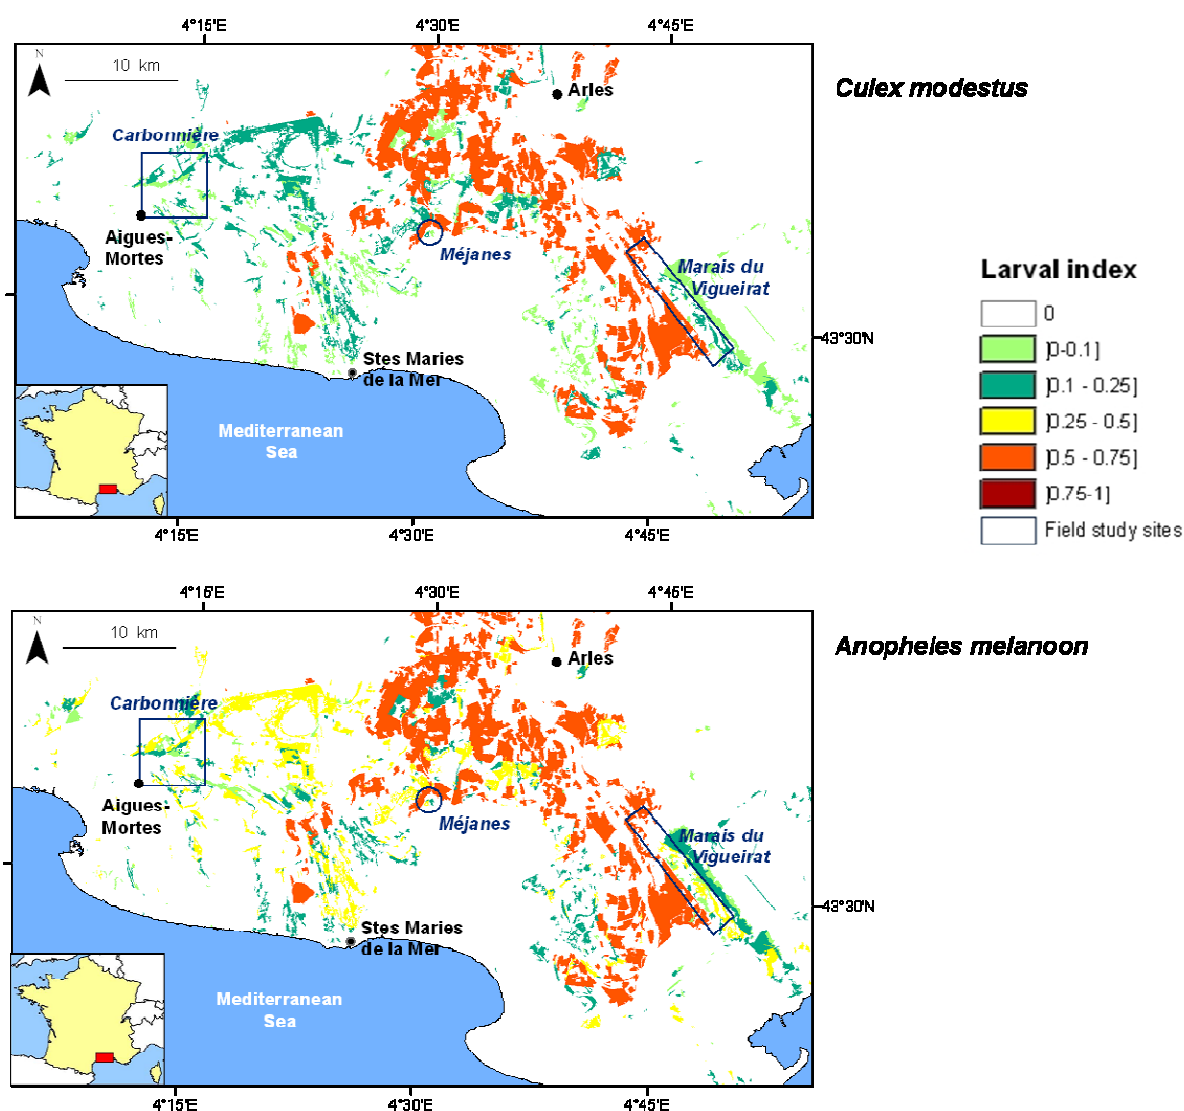 4°15'E 4°30'E 4°45'E
N
10 km
Arles
Carbonnière
Aigues-
Mortes
Méjanes
Marais du
Vigueirat
43°30'N
Stes Maries
de la Mer
Mediterranean
Sea
4°15'E 4°30'E 4°45'E
Culex modestus
Larval index
0
]0-0.1]
]0.1 - 0.25]
]0.25 - 0.5]
]0.5 - 0.75]
]0.75-1]
Field study sites
4°15'E 4°30'E 4°45'E
N
10 km
Arles
Carbonnière
Aigues-
Mortes
Méjanes
Marais du
Vigueirat
43°30'N
Stes Maries
de la Mer
Mediterranean
Sea
4°15'E 4°30'E 4°45'E
Anopheles melanoon